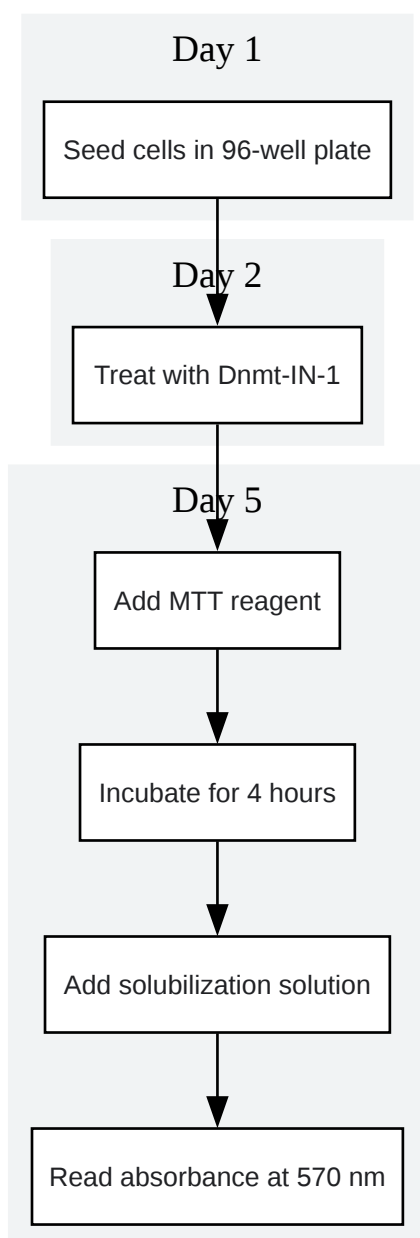 Day 1
Seed cells in 96-well plate
Day 2
Treat with Dnmt-IN-1
Day 5
Add MTT reagent
Incubate for 4 hours
Add solubilization solution
Read absorbance at 570 nm